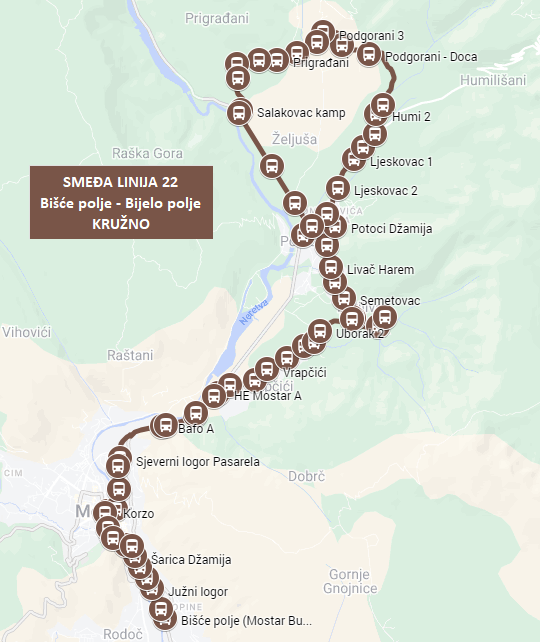 Prigrađani
Podgorani 3
Podgorani - Doca
Prigrađani
Humilišani
Salakovac kamp
Humi 2
Željuša
Raška Gora
Ljeskovac 1
SMEĐA LINIJA 22
Bišće polje - Bijelo polje
KRUŽNO
Ljeskovac 2
Potoci Džamija
Livač Harem
Semetovac
Neretva
Vihovići
Uborak 2
Raštani
Vrapčići
HE Mostar A
Bafo A
Sjeverni logor Pasarela
CIM
Dobrč
Korzo
Šarica Džamija
Gornje
Gnojnice
Južni logor
Bišće polje (Mostar Bu...
Rodoč